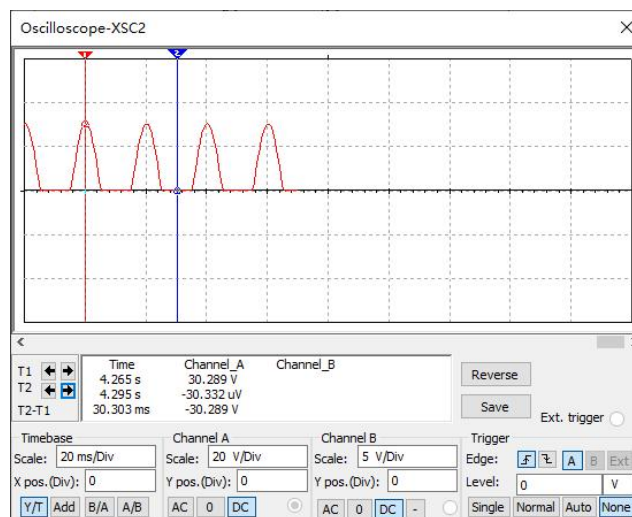 Oscilloscope-XSC2
1 2
Time Channel_A Channel_B
T1 4.265 s 30.289 V
T2 4.295 s -30.332 uV
T2-T1 30.303 ms -30.289 V
Reverse
Save
Ext. trigger
Timebase
Scale: 20 ms/Div
X pos.(Div): 0
Y/T Add B/A A/B
Channel A
Scale: 20 V/Div
Y pos.(Div): 0
AC 0 DC
Channel B
Scale: 5 V/Div
Y pos.(Div): 0
AC 0 DC -
Trigger
Edge: A B Ext
Level: 0 V
Single Normal Auto None